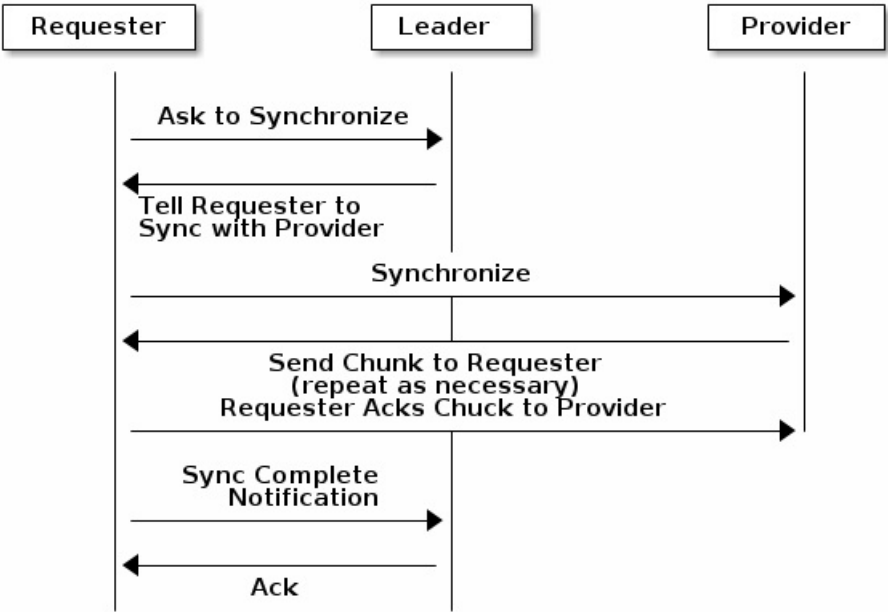 Requester
Leader
Provider
Ask to Synchronize
Tell Requester to
Sync with Provider
Synchronize
Send Chunk to Requester
(repeat as necessary)
Requester Acks Chuck to Provider
Sync Complete
Notification
Ack